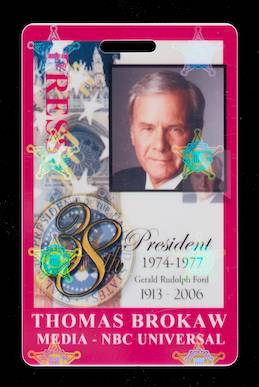 PRESS
38th
President
1974-1977
Gerald Rudolph Ford
1913 - 2006
THOMAS BROKAW
MEDIA - NBC UNIVERSAL